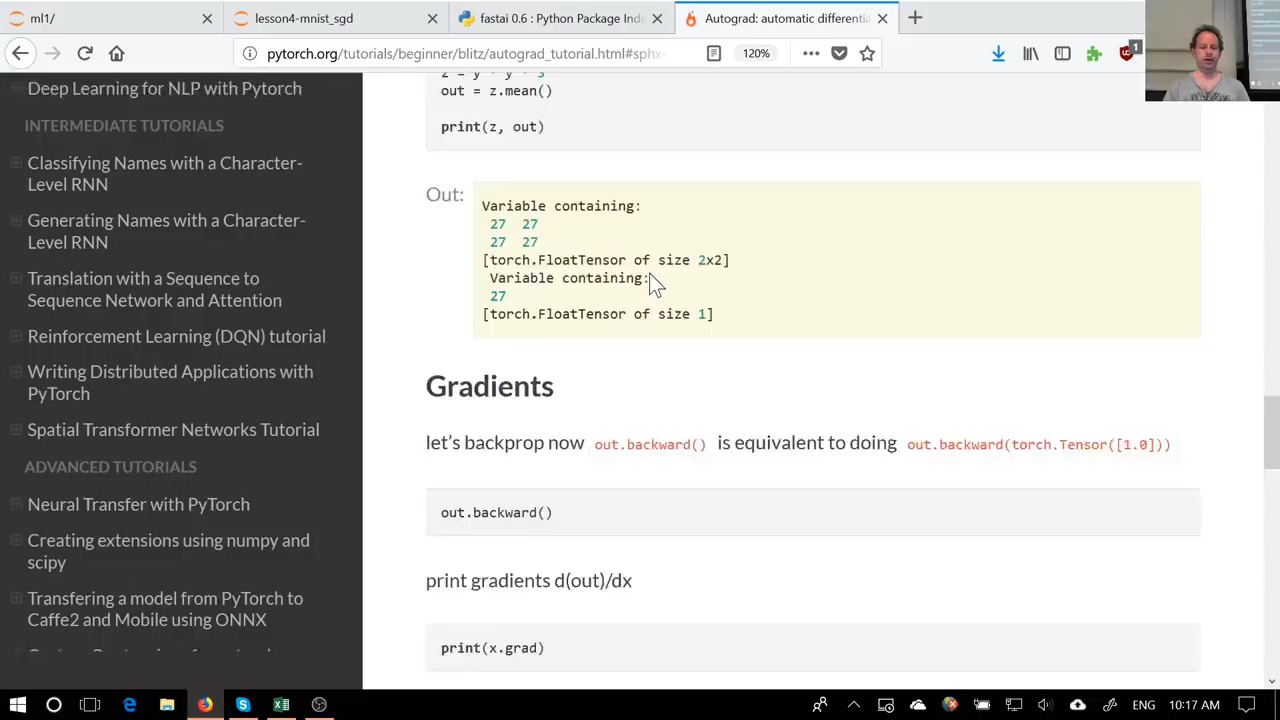 ml1/
lesson4-mnist_sgd
fastai 0.6 : Python Package Inde
Autograd: automatic differentia
pytorch.org/tutorials/beginner/blitz/autograd_tutorial.html#sphx-
120%
1
Deep Learning for NLP with Pytorch
INTERMEDIATE TUTORIALS
Classifying Names with a Character-
Level RNN
Generating Names with a Character-
Level RNN
Translation with a Sequence to
Sequence Network and Attention
Reinforcement Learning (DQN) tutorial
Writing Distributed Applications with
PyTorch
Spatial Transformer Networks Tutorial
ADVANCED TUTORIALS
Neural Transfer with PyTorch
Creating extensions using numpy and
scipy
Transfering a model from PyTorch to
Caffe2 and Mobile using ONNX
out = z.mean()
print(z, out)
Out:
Variable containing:
27 27
27 27
[torch.FloatTensor of size 2x2]
Variable containing:
27
[torch.FloatTensor of size 1]
Gradients
let's backprop now out.backward() is equivalent to doing out.backward(torch.Tensor([1.0]))
out.backward()
print gradients d(out)/dx
print(x.grad)
ENG 10:17 AM